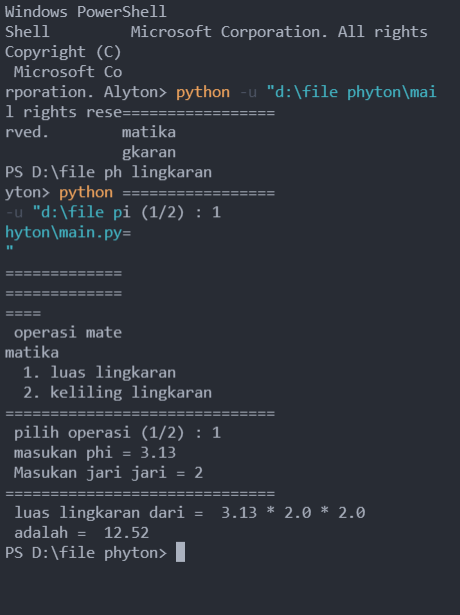 Windows PowerShell
Shell         Microsoft Corporation. All rights
Copyright (C)
 Microsoft Co
rporation. Alyton> python -u "d:\file phyton\mai
l rights rese=================
rved.        matika
             gkaran
PS D:\file ph lingkaran
yton> python =================
-u "d:\file pi (1/2) : 1
hyton\main.py=
"
=============
=============
====
 operasi mate
matika
  1. luas lingkaran
  2. keliling lingkaran
==============================
 pilih operasi (1/2) : 1
 masukan phi = 3.13
 Masukan jari jari = 2
==============================
 luas lingkaran dari =  3.13 * 2.0 * 2.0
 adalah =  12.52
PS D:\file phyton>